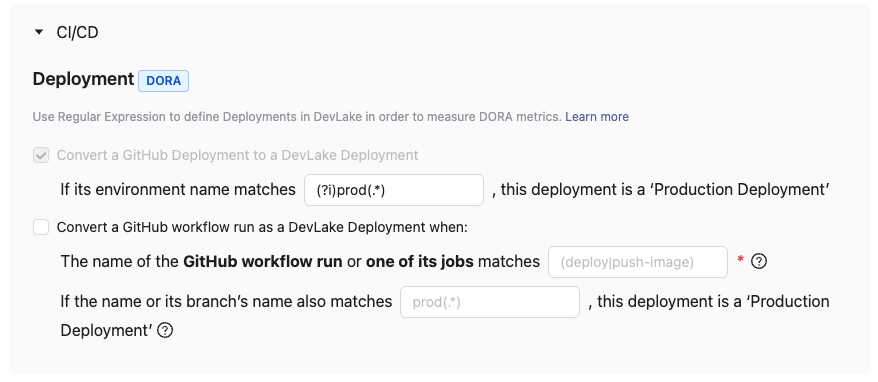 CI/CD
Deployment DORA
Use Regular Expression to define Deployments in DevLake in order to measure DORA metrics. Learn more
Convert a GitHub Deployment to a DevLake Deployment
If its environment name matches (?i)prod(.*) , this deployment is a ‘Production Deployment’
Convert a GitHub workflow run as a DevLake Deployment when:
The name of the GitHub workflow run or one of its jobs matches (deploy|push-image) * ?
If the name or its branch’s name also matches prod(.*) , this deployment is a ‘Production
Deployment’ ?